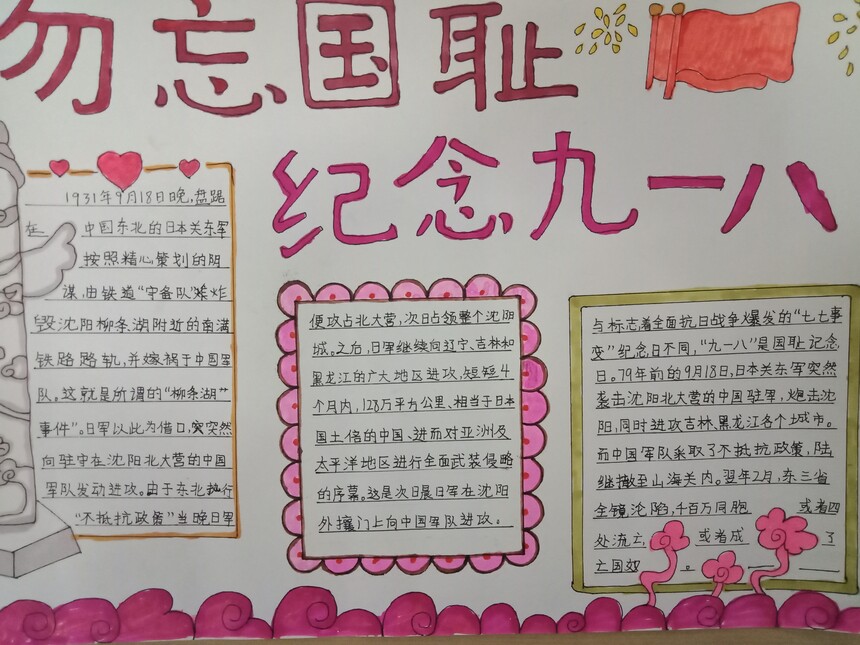 勿忘国耻
纪念九一八
1931年9月18日晚,盘踞
在 中国东北的日本关东军
按照精心策划的阴
谋,由铁道“守备队”炸
毁沈阳柳条湖附近的南满
铁路路轨,并嫁祸于中国军
队。这就是所谓的“柳条湖
事件”。日军以此为借口,突然
向驻守在沈阳北大营的中国
军队发动进攻。由于东北执行
“不抵抗政策”当晚日军
便攻占北大营,次日占领整个沈阳
城。之后,日军继续向辽宁、吉林和
黑龙江的广大地区进攻,短短4
个月内,128万平方公里、相当于日本
国土倍的中国、进而对亚洲及
太平洋地区进行全面武装侵略
的序幕。这是次日晨日军在沈阳
外攘门上向中国军队进攻。
与标志着全面抗日战争爆发的“七七事
变”纪念日不同,“九一八”是国耻记念
日。79年前的9月18日,日本关东军突然
袭击沈阳北大营的中国驻军,炮击沈
阳,同时进攻吉林、黑龙江各个城市。
而中国军队采取了不抵抗政策,陆
继撤至山海关内。翌年2月,东三省
全镜沦陷,千百万同胞 或者四
处流亡 或者成 了
亡国奴 。